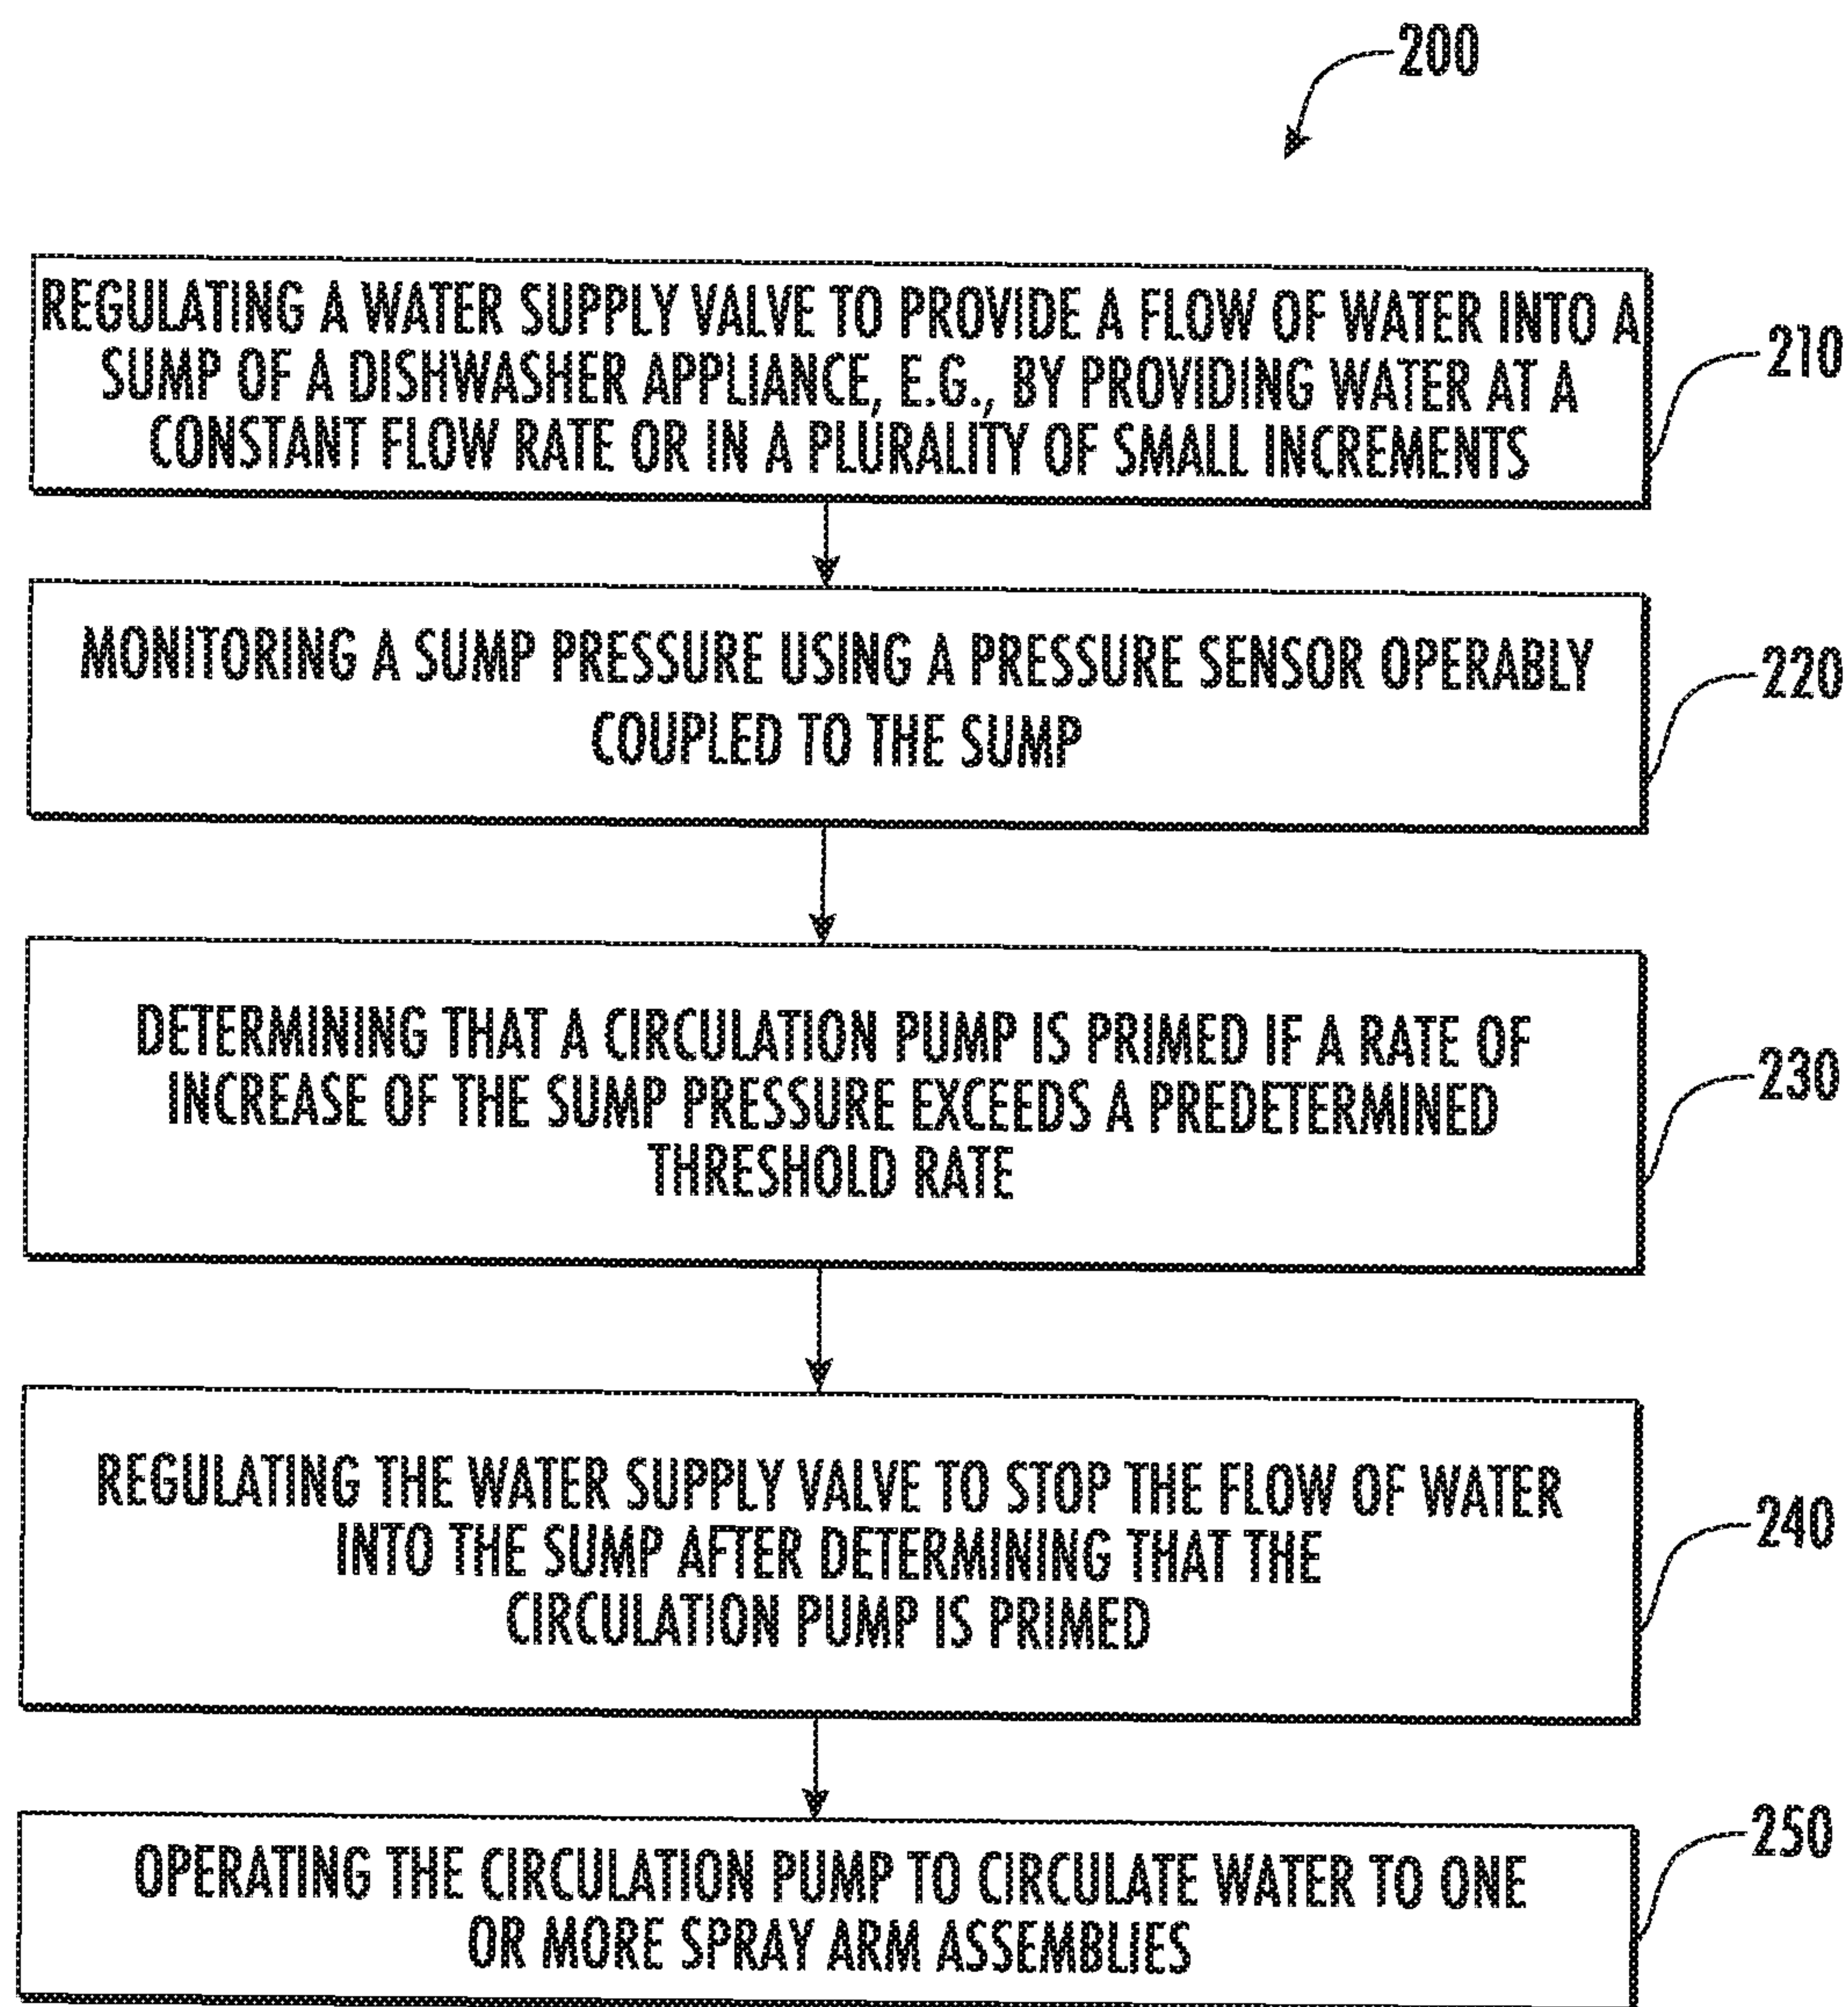 200
REGULATING A WATER SUPPLY VALVE TO PROVIDE A FLOW OF WATER INTO A
SUMP OF A DISHWASHER APPLIANCE, E.G., BY PROVIDING WATER AT A
CONSTANT FLOW RATE OR IN A PLURALITY OF SMALL INCREMENTS
210
MONITORING A SUMP PRESSURE USING A PRESSURE SENSOR OPERABLY
COUPLED TO THE SUMP
220
DETERMINING THAT A CIRCULATION PUMP IS PRIMED IF A RATE OF
INCREASE OF THE SUMP PRESSURE EXCEEDS A PREDETERMINED
THRESHOLD RATE
230
REGULATING THE WATER SUPPLY VALVE TO STOP THE FLOW OF WATER
INTO THE SUMP AFTER DETERMINING THAT THE
CIRCULATION PUMP IS PRIMED
240
OPERATING THE CIRCULATION PUMP TO CIRCULATE WATER TO ONE
OR MORE SPRAY ARM ASSEMBLIES
250